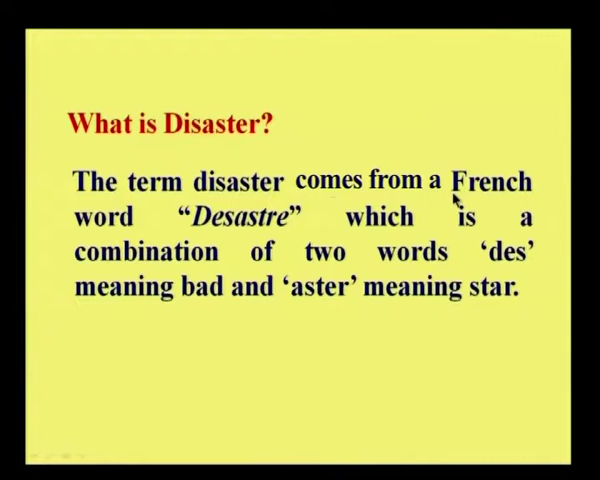 What is Disaster?
The term disaster comes from a French
word “Desastre” which is a
combination of two words ‘des’
meaning bad and ‘aster’ meaning star.